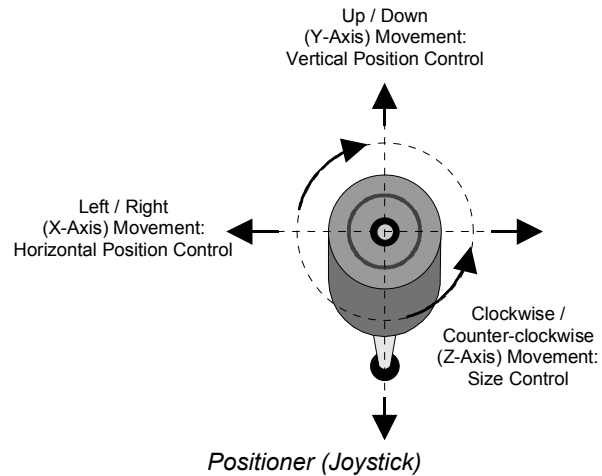 Up / Down
(Y-Axis) Movement:
Vertical Position Control
Left / Right
(X-Axis) Movement:
Horizontal Position Control
Clockwise /
Counter-clockwise
(Z-Axis) Movement:
Size Control
Positioner (Joystick)